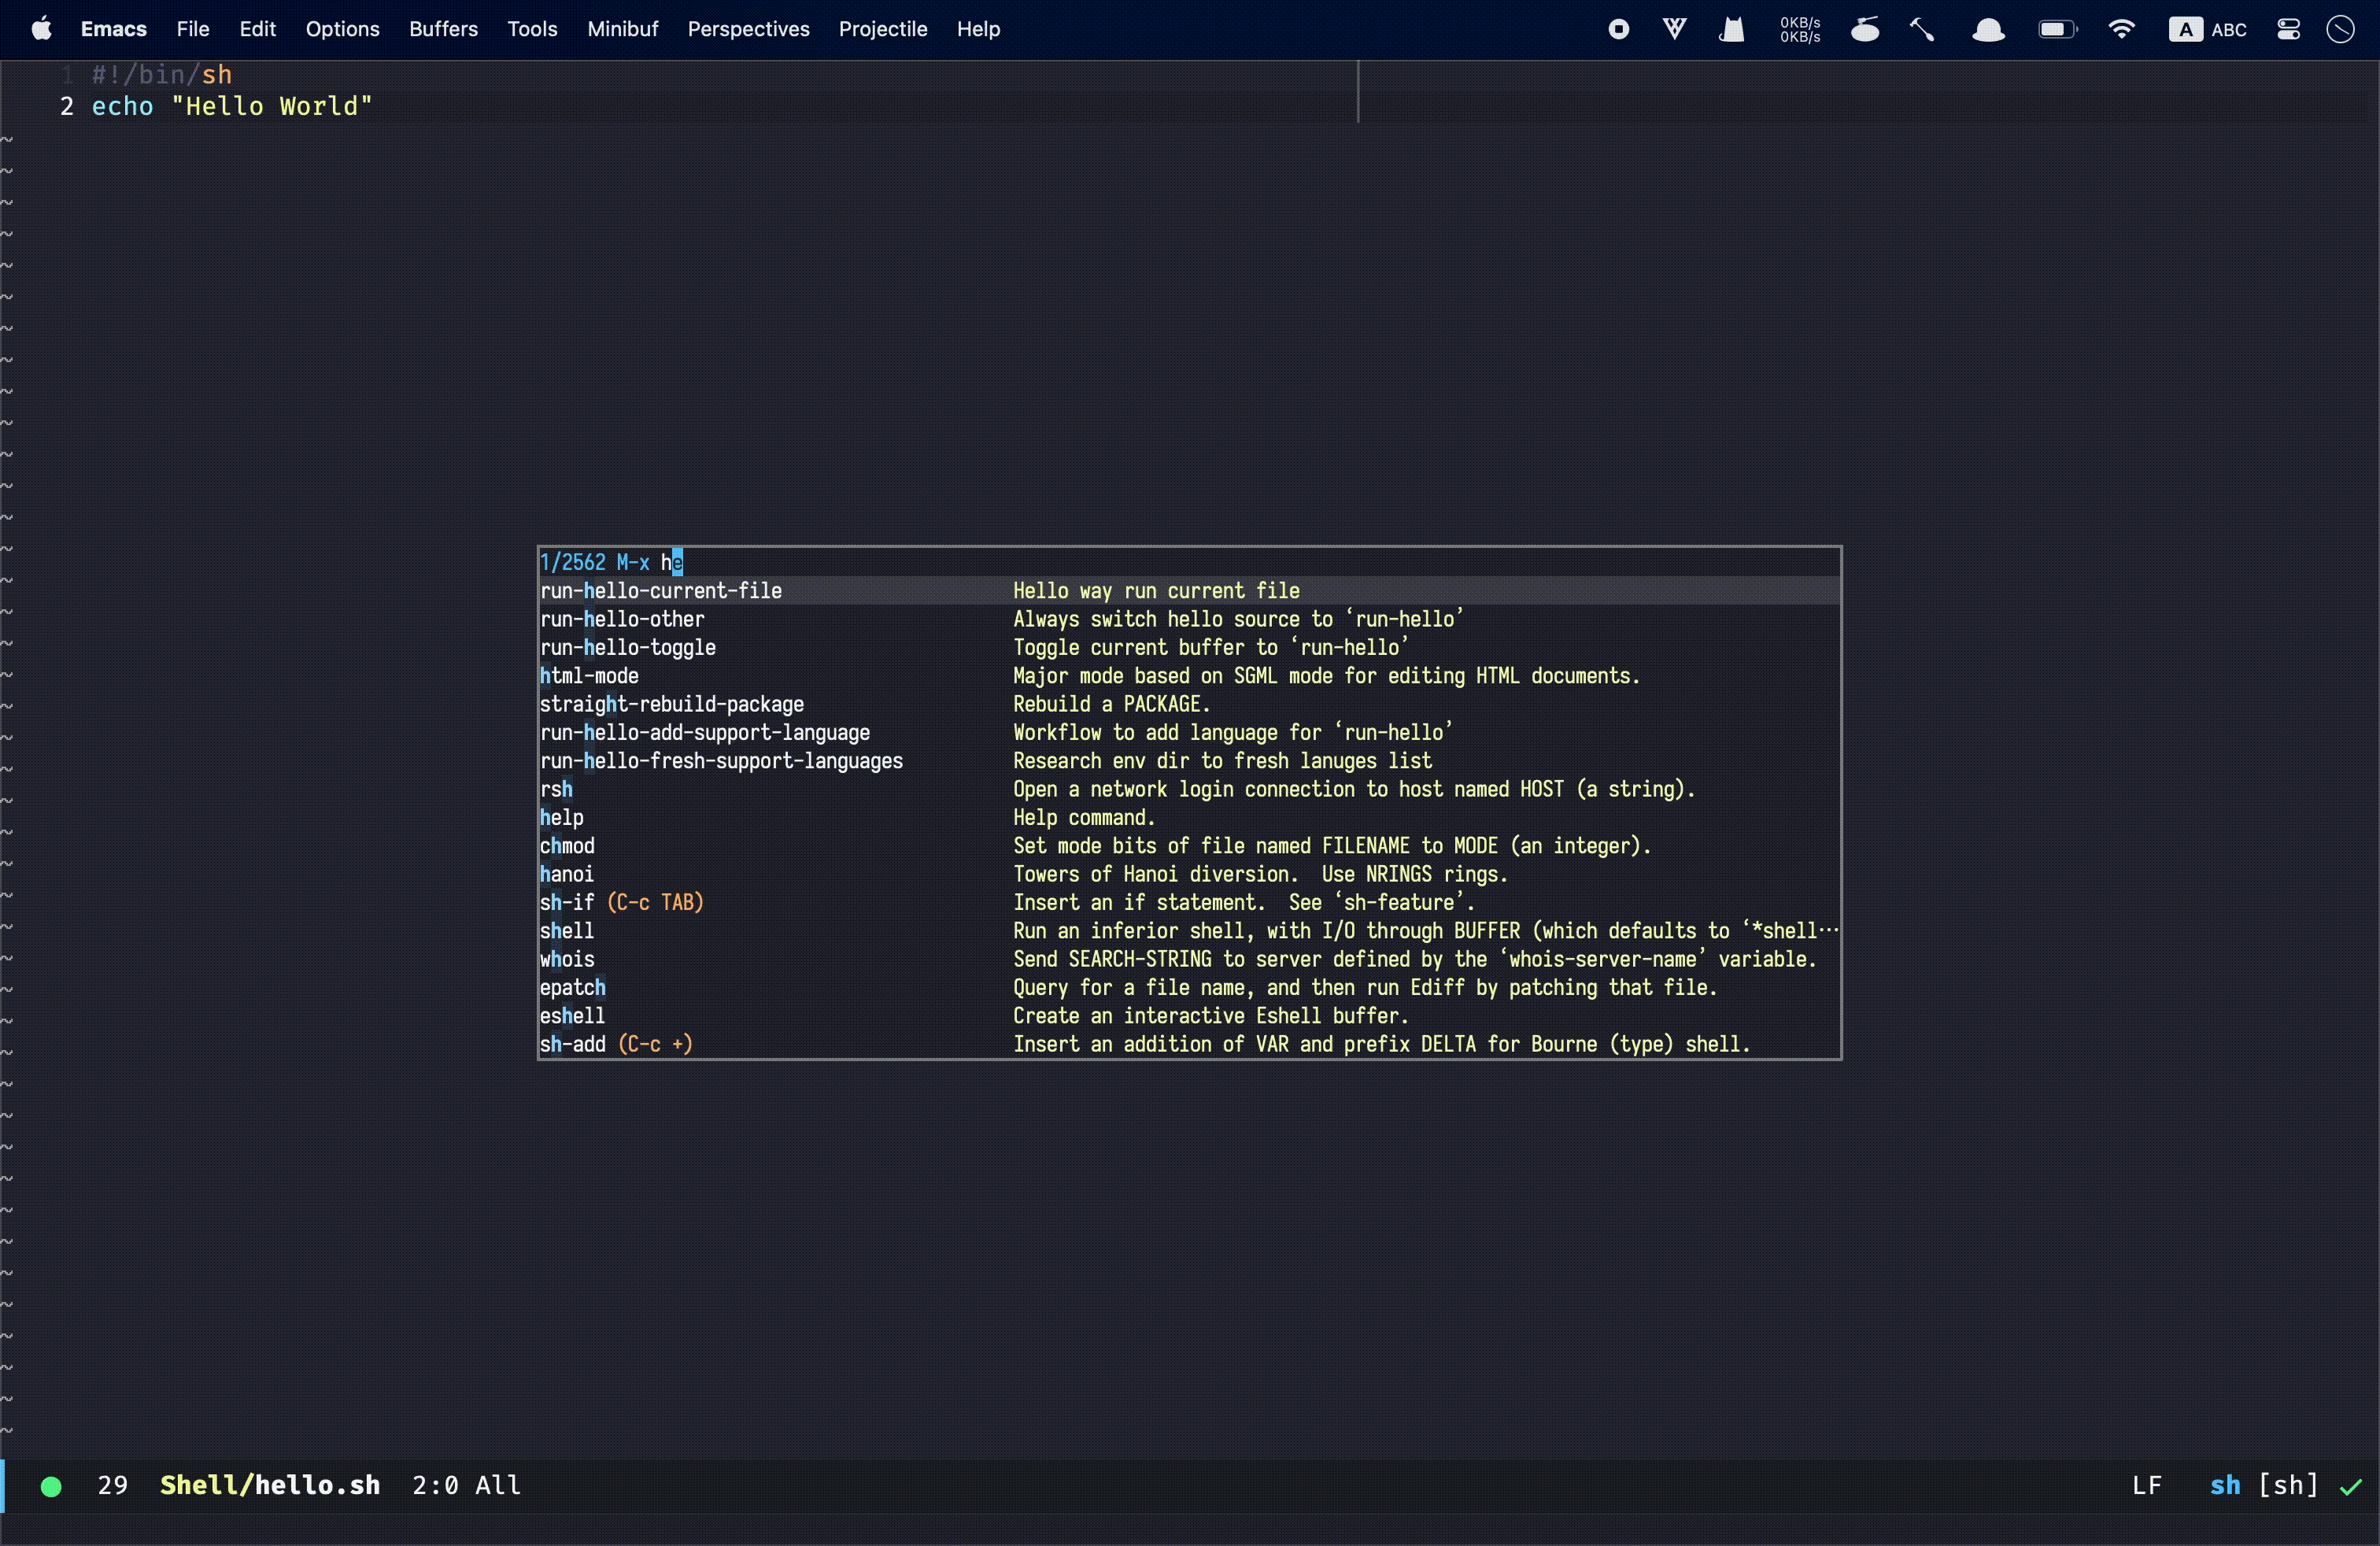 Emacs File Edit Options Buffers Tools Minibuf Perspectives Projectile Help 0KB/s 0KB/s A ABC
1 #!/bin/sh
2 echo "Hello World"
1/2562 M-x he
run-hello-current-file Hello way run current file
run-hello-other Always switch hello source to ‘run-hello’
run-hello-toggle Toggle current buffer to ‘run-hello’
html-mode Major mode based on SGML mode for editing HTML documents.
straight-rebuild-package Rebuild a PACKAGE.
run-hello-add-support-language Workflow to add language for ‘run-hello’
run-hello-fresh-support-languages Research env dir to fresh lanuges list
rsh Open a network login connection to host named HOST (a string).
help Help command.
chmod Set mode bits of file named FILENAME to MODE (an integer).
hanoi Towers of Hanoi diversion.  Use NRINGS rings.
sh-if (C-c TAB) Insert an if statement.  See ‘sh-feature’.
shell Run an inferior shell, with I/O through BUFFER (which defaults to ‘*shell…
whois Send SEARCH-STRING to server defined by the ‘whois-server-name’ variable.
epatch Query for a file name, and then run Ediff by patching that file.
eshell Create an interactive Eshell buffer.
sh-add (C-c +) Insert an addition of VAR and prefix DELTA for Bourne (type) shell.
29 Shell/hello.sh 2:0 All LF sh [sh]